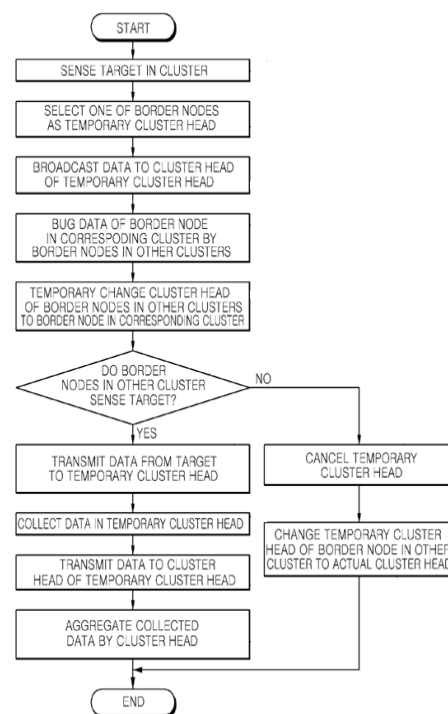 START
SENSE TARGET IN CLUSTER
SELECT ONE OF BORDER NODES
AS TEMPORARY CLUSTER HEAD
BROADCAST DATA TO CLUSTER HEAD
OF TEMPORARY CLUSTER HEAD
BUG DATA OF BORDER NODE
IN CORRESPODING CLUSTER BY
BORDER NODES IN OTHER CLUSTERS
TEMPORARY CHANGE CLUSTER HEAD
OF BORDER NODES IN OTHER CLUSTERS
TO BORDER NODE IN CORRESPONDING CLUSTER
DO BORDER
NODES IN OTHER CLUSTER
SENSE TARGET?
NO
YES
TRANSMIT DATA FROM TARGET
TO TEMPORARY CLUSTER HEAD
CANCEL TEMPORARY
CLUSTER HEAD
COLLECT DATA IN TEMPORARY CLUSTER HEAD
CHANGE TEMPORARY CLUSTER
HEAD OF BORDER NODE IN OTHER
CLUSTER TO ACTUAL CLUSTER HEAD
TRANSMIT DATA TO CLUSTER
HEAD OF TEMPORARY CLUSTER HEAD
AGGREGATE COLLECTED
DATA BY CLUSTER HEAD
END